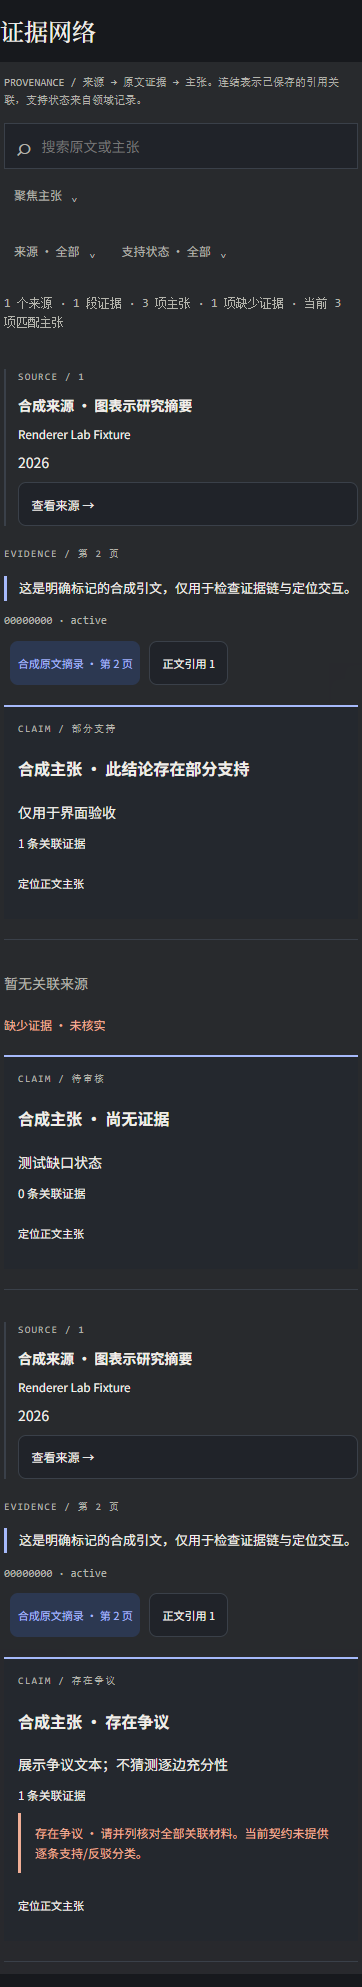 证据网络
PROVENANCE / 来源 → 原文证据 → 主张。连结表示已保存的引用关
联，支持状态来自领域记录。
搜索原文或主张
聚焦主张
来源 · 全部 支持状态 · 全部
1 个来源 · 1 段证据 · 3 项主张 · 1 项缺少证据 · 当前 3
项匹配主张
SOURCE / 1
合成来源 · 图表示研究摘要
Renderer Lab Fixture
2026
查看来源 →
EVIDENCE / 第 2 页
这是明确标记的合成引文，仅用于检查证据链与定位交互。
00000000 · active
合成原文摘录 · 第 2 页 正文引用 1
CLAIM / 部分支持
合成主张 · 此结论存在部分支持
仅用于界面验收
1 条关联证据
定位正文主张
暂无关联来源
缺少证据 · 未核实
CLAIM / 待审核
合成主张 · 尚无证据
测试缺口状态
0 条关联证据
定位正文主张
SOURCE / 1
合成来源 · 图表示研究摘要
Renderer Lab Fixture
2026
查看来源 →
EVIDENCE / 第 2 页
这是明确标记的合成引文，仅用于检查证据链与定位交互。
00000000 · active
合成原文摘录 · 第 2 页 正文引用 1
CLAIM / 存在争议
合成主张 · 存在争议
展示争议文本；不猜测逐边充分性
1 条关联证据
存在争议 · 请并列核对全部关联材料。当前契约未提供
逐条支持/反驳分类。
定位正文主张